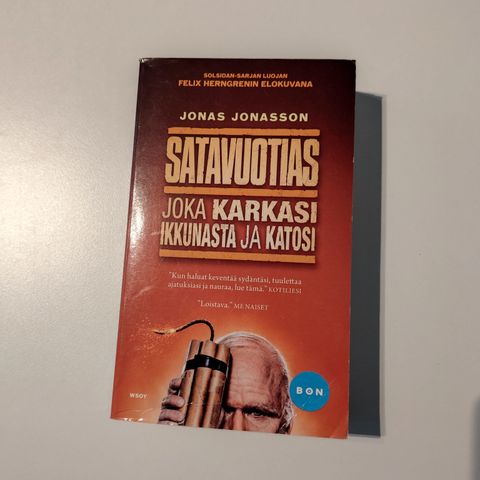 SOLSIDAN-SARJAN LUOJAN
FELIX HERNGRENIN ELOKUVANA
JONAS JONASSON
SATAVUOTIAS
JOKA KARKASI
IKKUNASTA JA KATOSI
"Kun haluat keventää sydäntäsi, tuulettaa
ajatuksiasi ja nauraa, lue tämä." KOTILIESI
"Loistava." ME NAISET
BON
WSOY